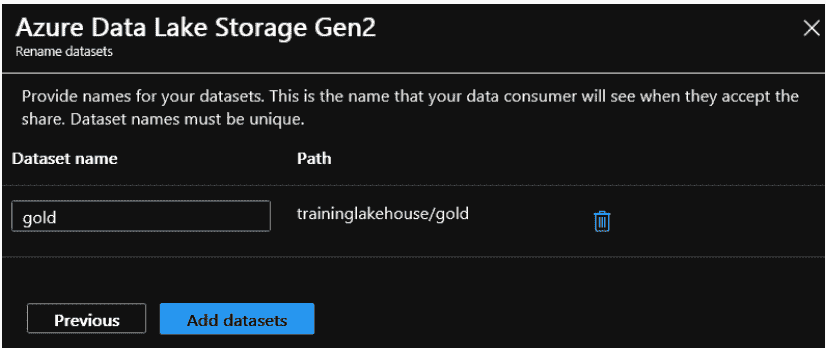 Azure Data Lake Storage Gen2
Rename datasets
Provide names for your datasets. This is the name that your data consumer will see when they accept the
share. Dataset names must be unique.
Dataset name Path
gold traininglakehouse/gold
Previous Add datasets